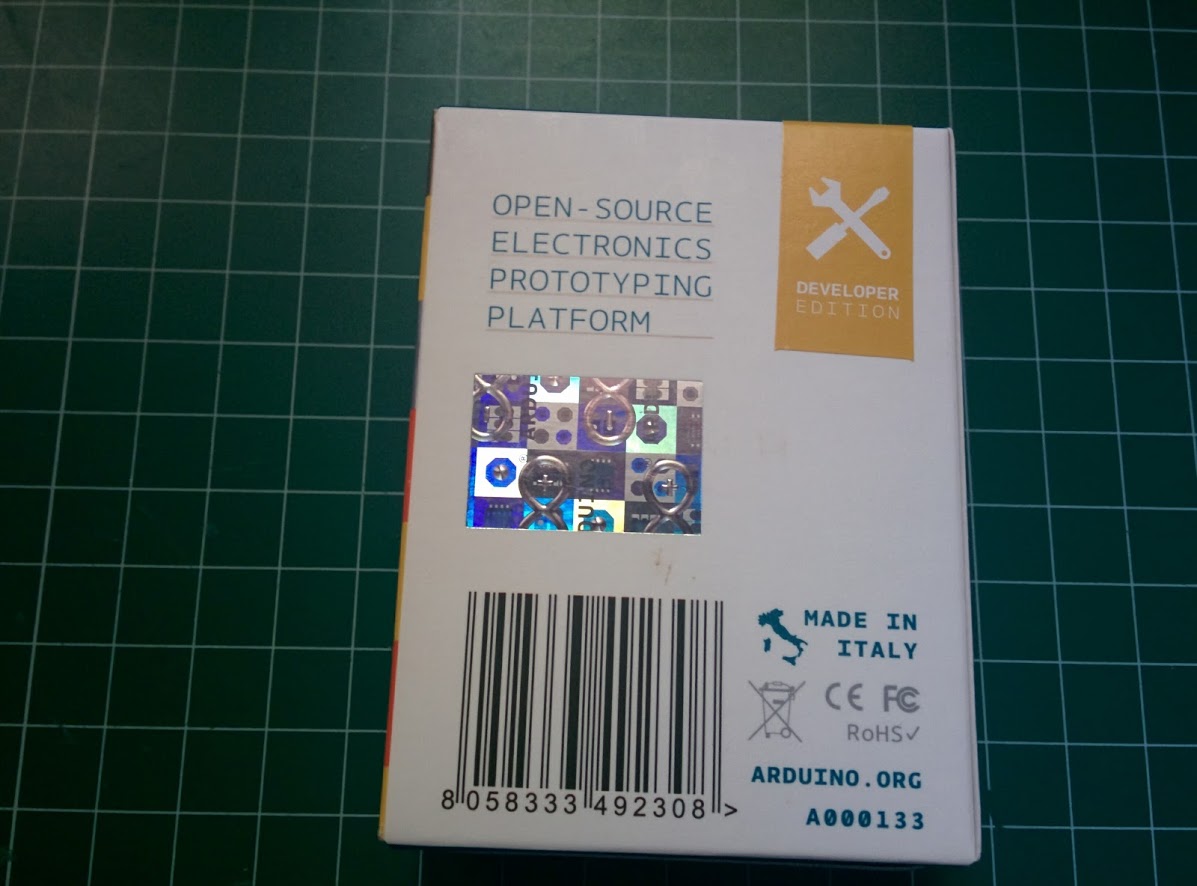 OPEN-SOURCE
ELECTRONICS
PROTOTYPING
PLATFORM
DEVELOPER
EDITION
MADE IN
ITALY
CE FC
RoHS✓
ARDUINO.ORG
A000133
8 058333 492308 >